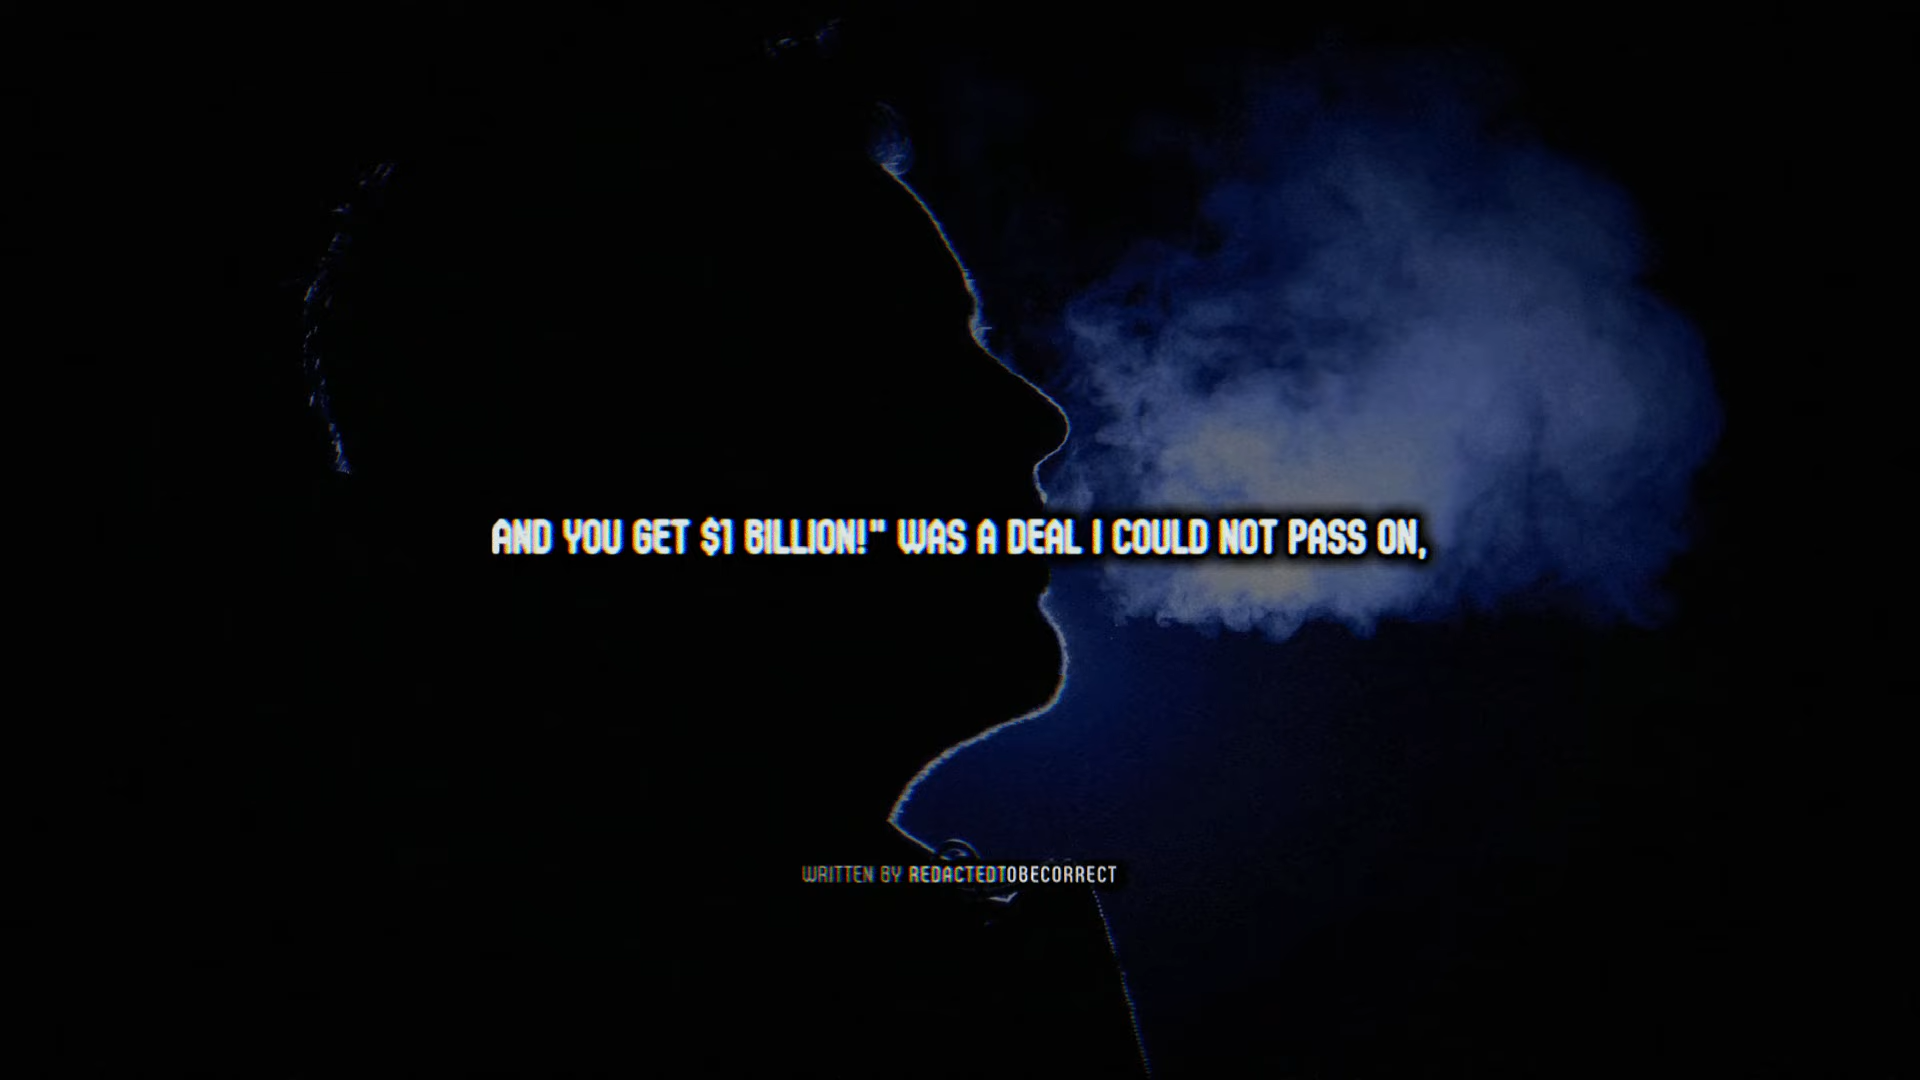 AND YOU GET $1 BILLION!" WAS A DEAL I COULD NOT PASS ON,
WRITTEN BY REDACTEDTOBECORRECT